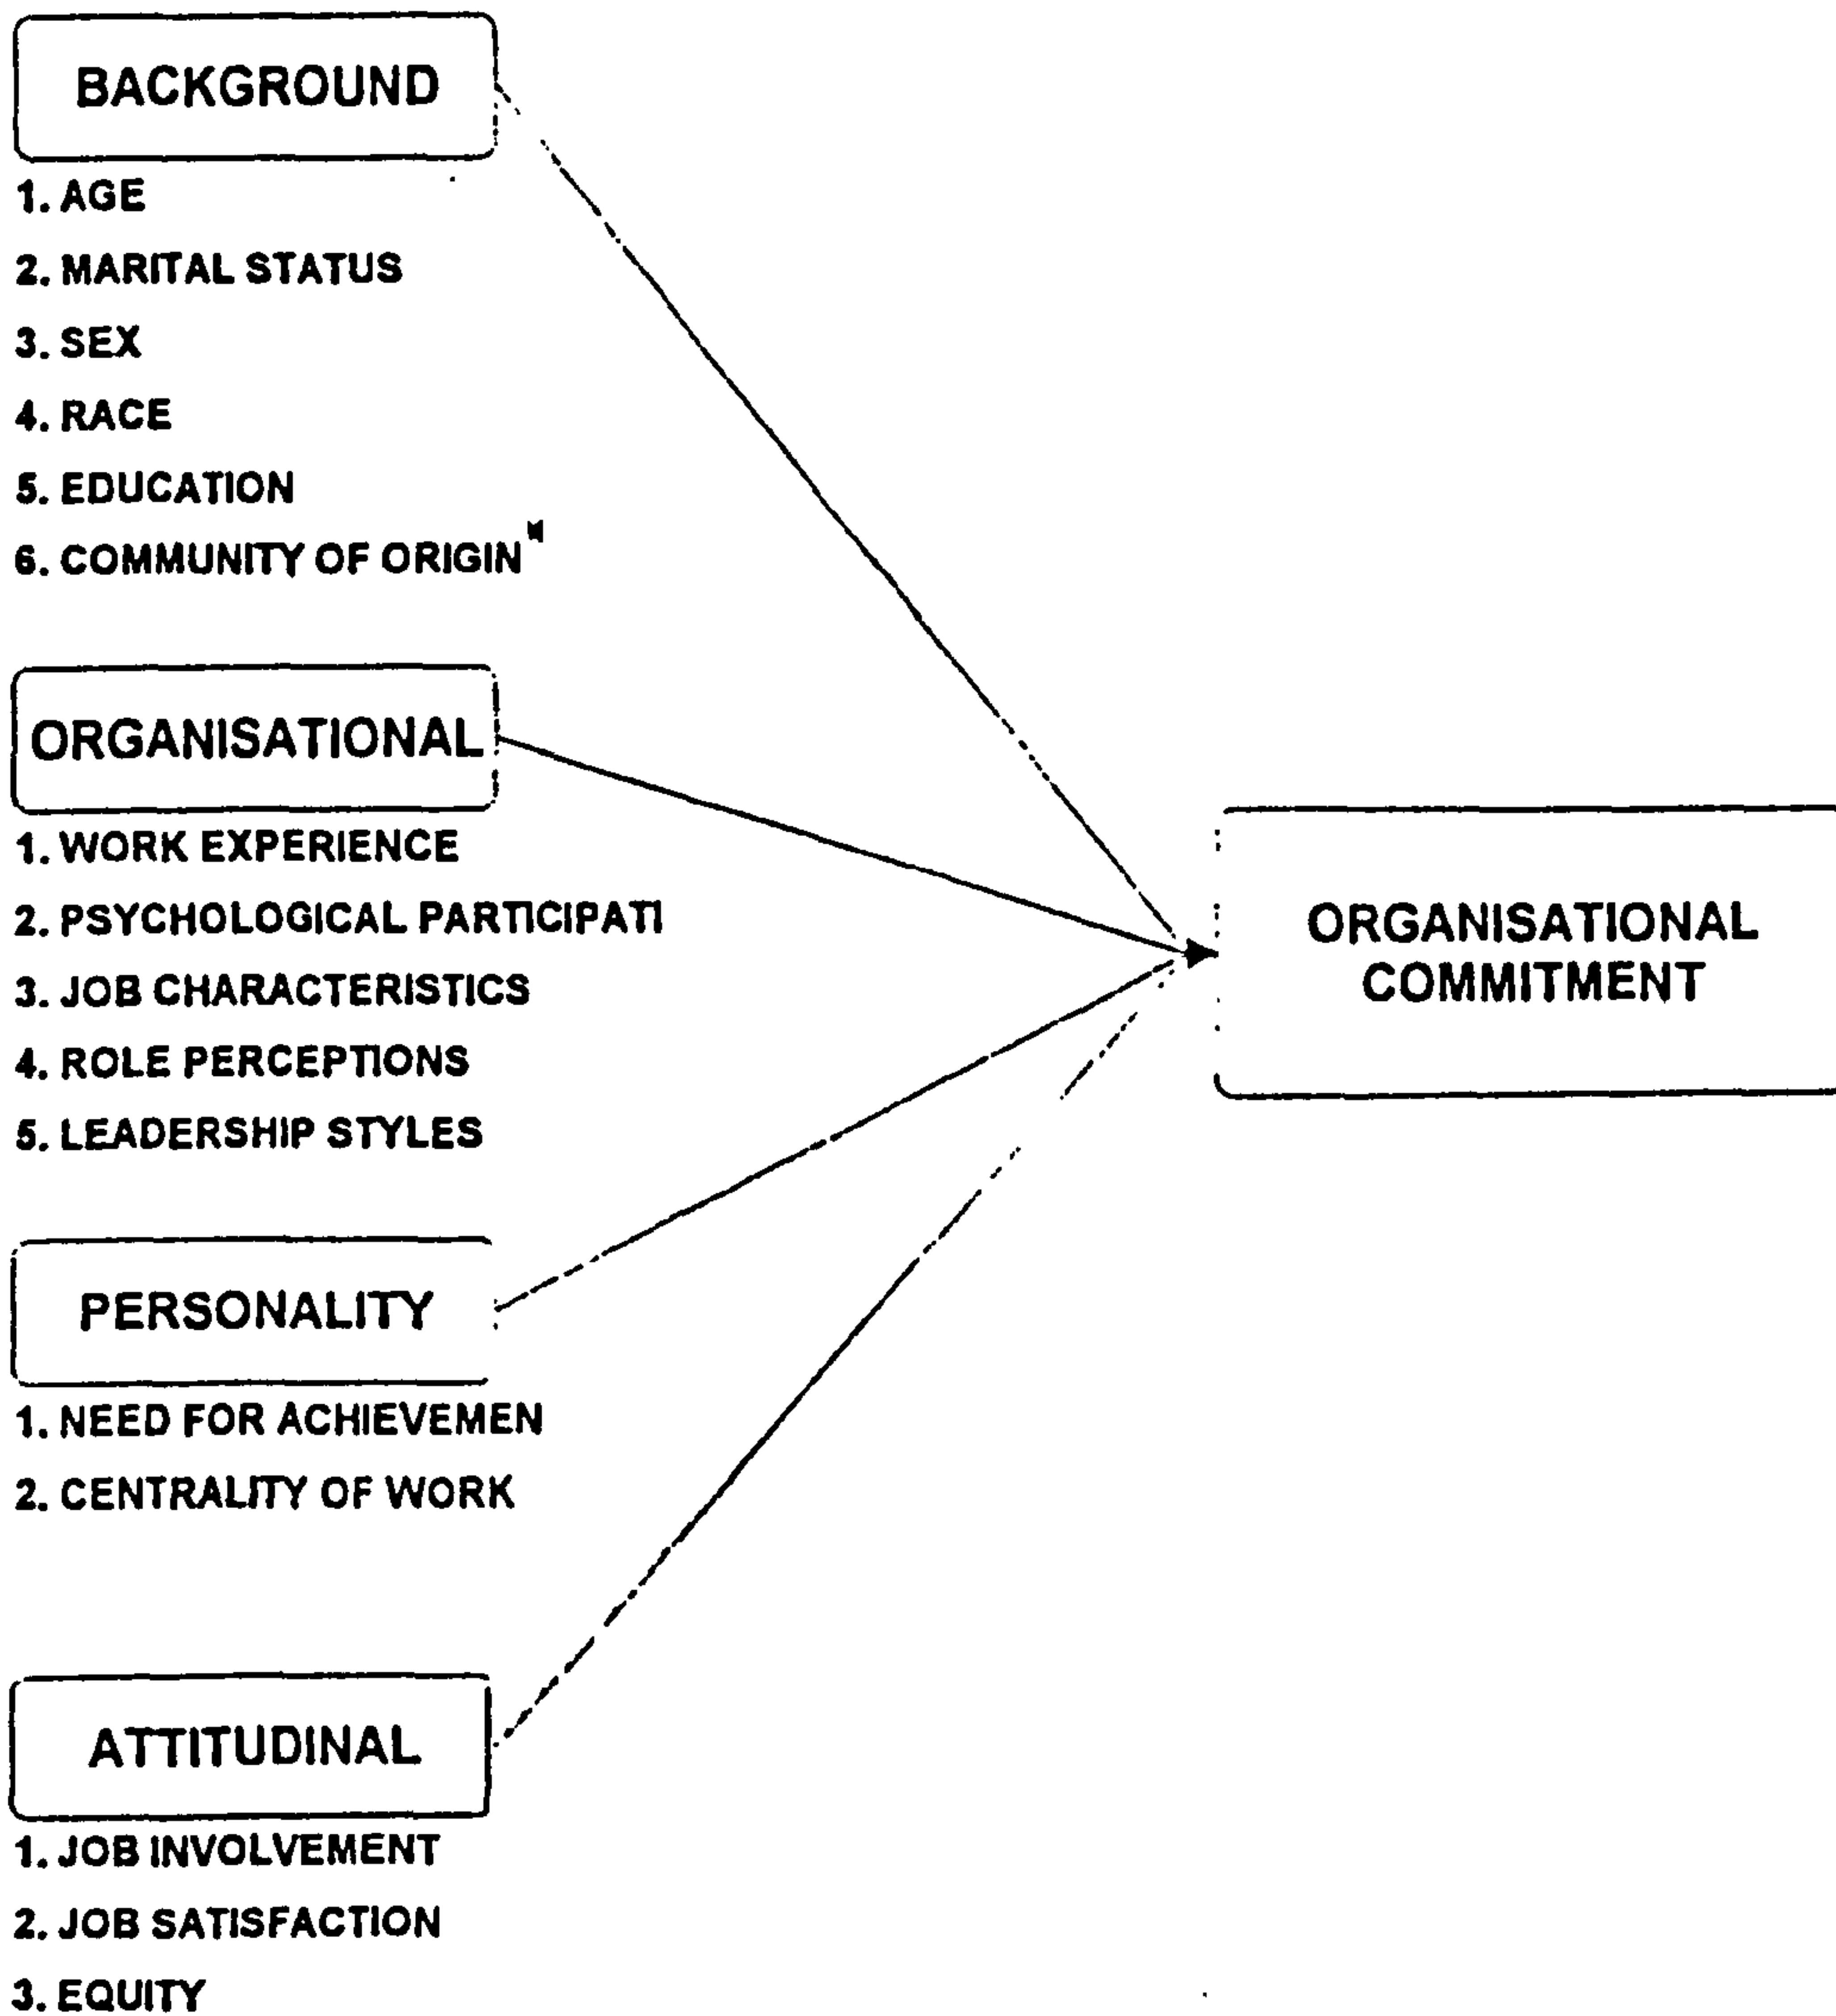 BACKGROUND
1. AGE
2. MARITAL STATUS
3. SEX
4. RACE
5. EDUCATION
6. COMMUNITY OF ORIGIN
ORGANISATIONAL
1. WORK EXPERIENCE
2. PSYCHOLOGICAL PARTICIPATI
3. JOB CHARACTERISTICS
4. ROLE PERCEPTIONS
5. LEADERSHIP STYLES
PERSONALITY
1. NEED FOR ACHIEVEMEN
2. CENTRALITY OF WORK
ATTITUDINAL
1. JOB INVOLVEMENT
2. JOB SATISFACTION
3. EQUITY
ORGANISATIONAL
COMMITMENT